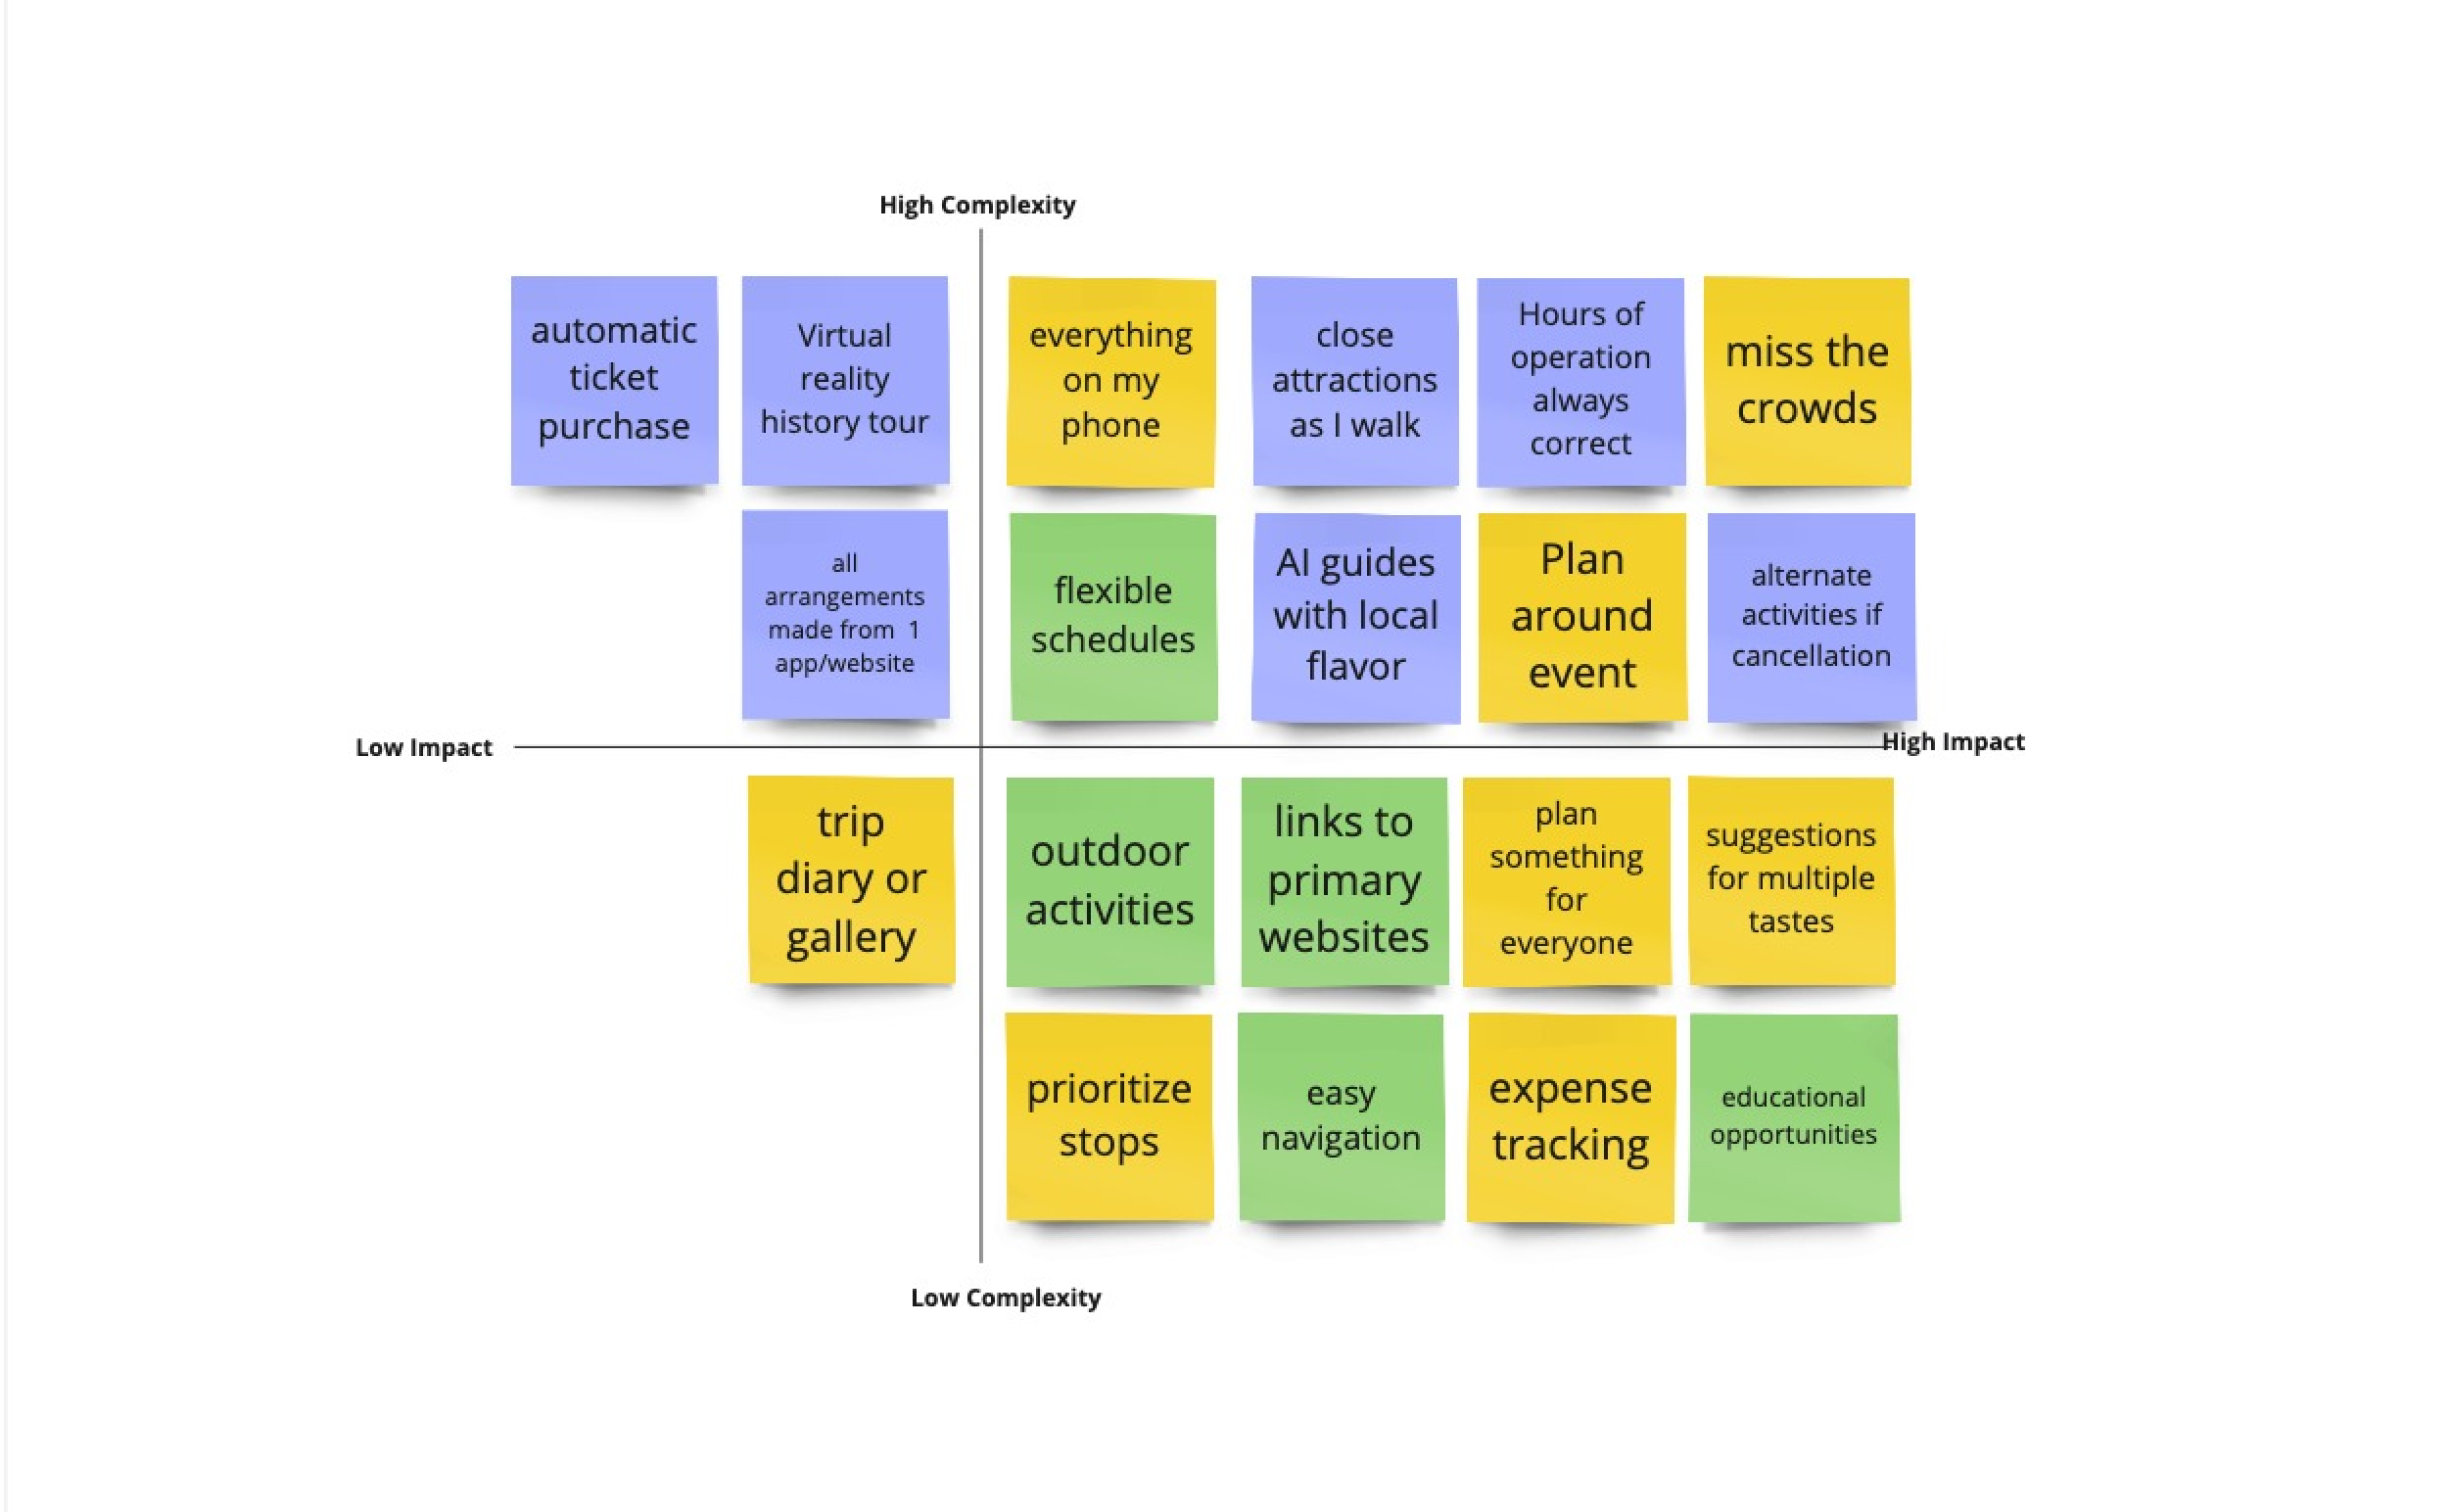 High Complexity
automatic
ticket
purchase
Virtual
reality
history tour
everything
on my
phone
close
attractions
as I walk
Hours of
operation
always
correct
miss the
crowds
all
arrangements
made from 1
app/website
flexible
schedules
AI guides
with local
flavor
Plan
around
event
alternate
activities if
cancellation
Low Impact
High Impact
trip
diary or
gallery
outdoor
activities
links to
primary
websites
plan
something
for
everyone
suggestions
for multiple
tastes
prioritize
stops
easy
navigation
expense
tracking
educational
opportunities
Low Complexity